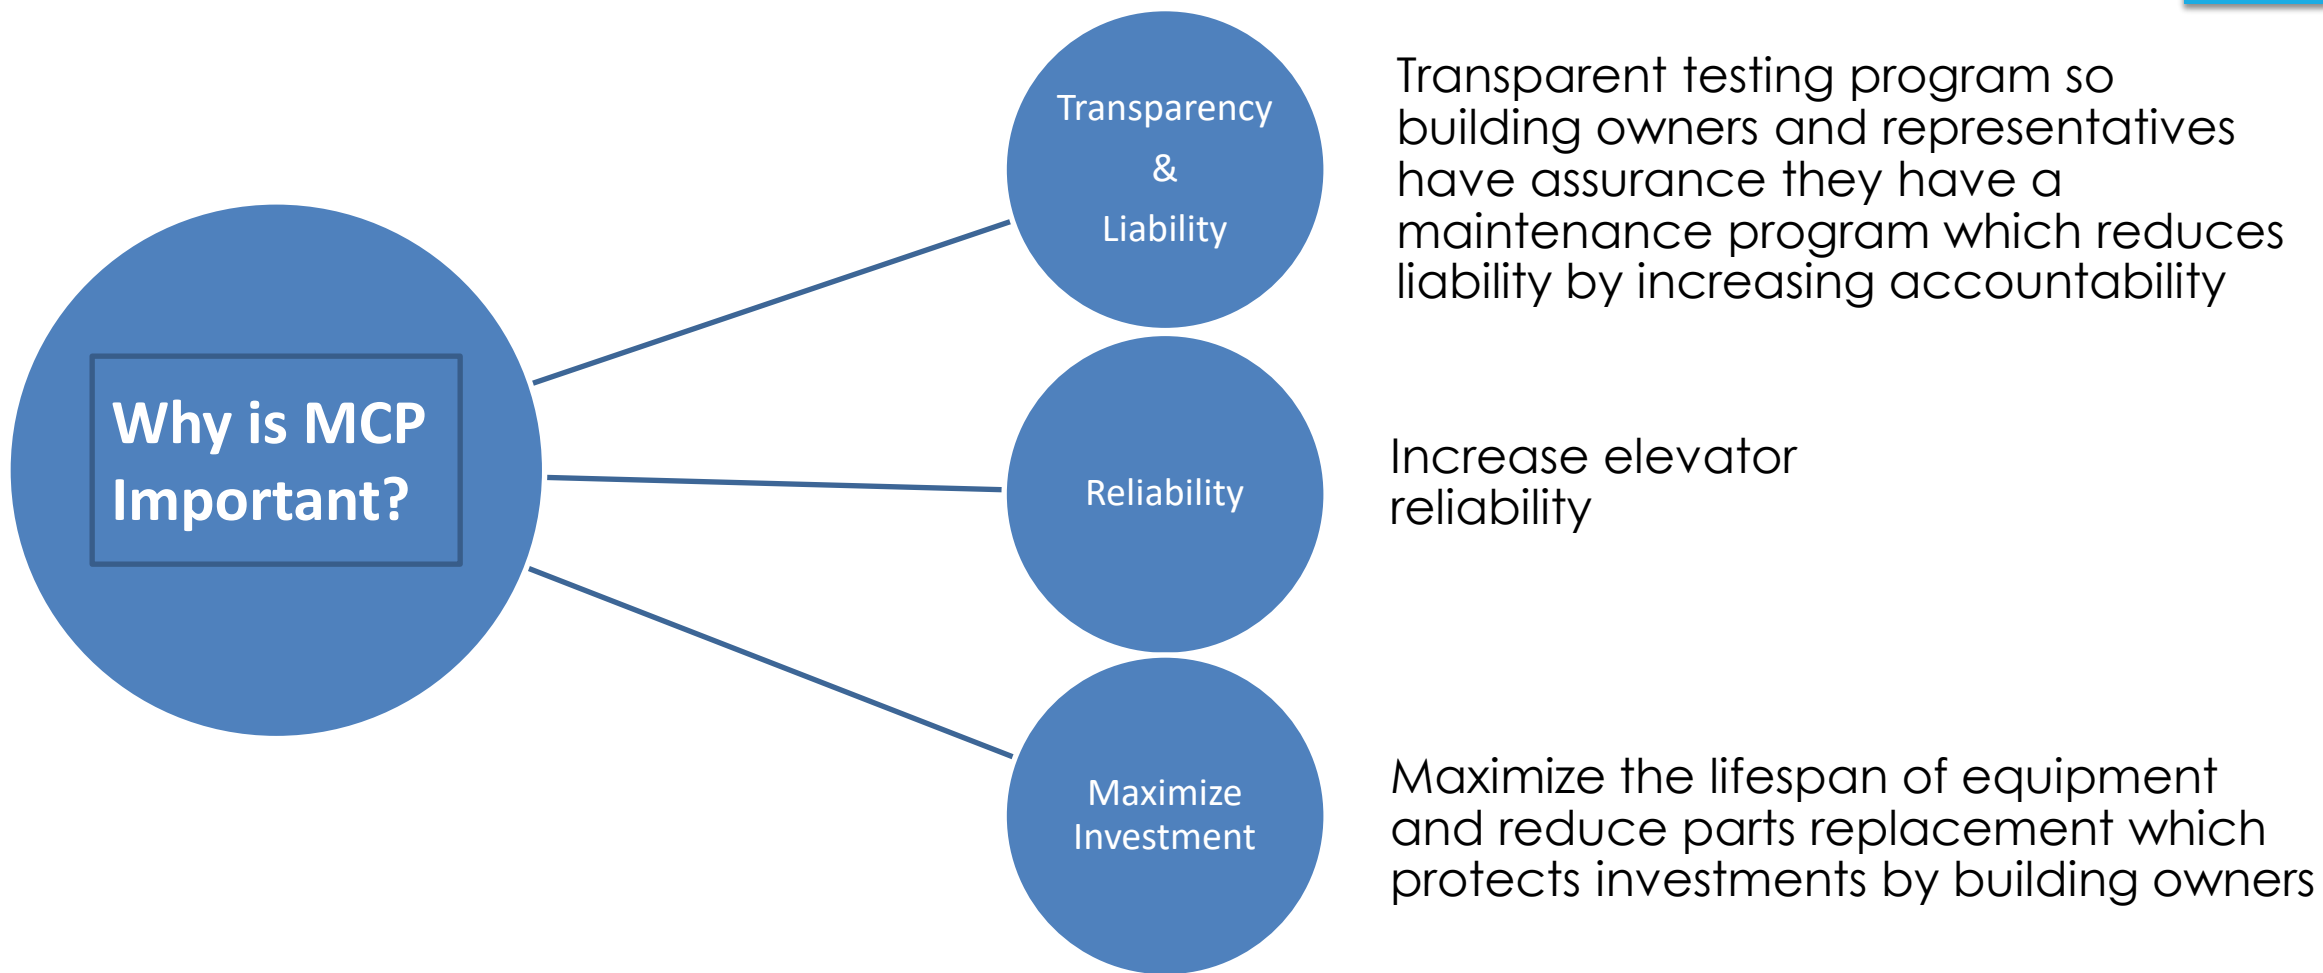 Why is MCP
Important?
Transparency
&
Liability
Transparent testing program so
building owners and representatives
have assurance they have a
maintenance program which reduces
liability by increasing accountability
Reliability
Increase elevator
reliability
Maximize
Investment
Maximize the lifespan of equipment
and reduce parts replacement which
protects investments by building owners